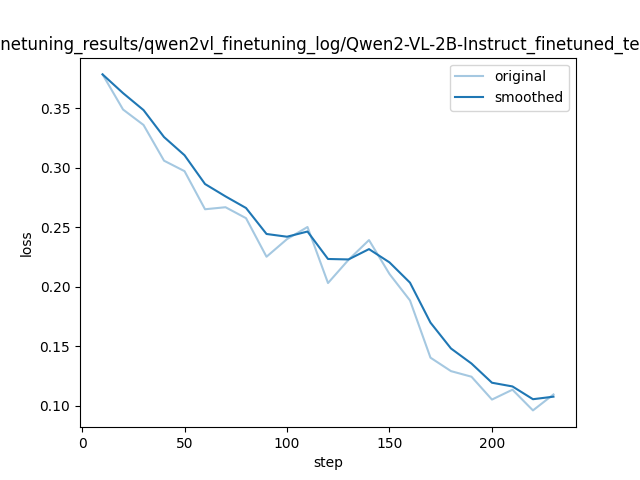 netuning_results/qwen2vl_finetuning_log/Qwen2-VL-2B-Instruct_finetuned_te
original
smoothed
0.35
0.30
0.25
0.20
0.15
0.10
loss
0 50 100 150 200
step